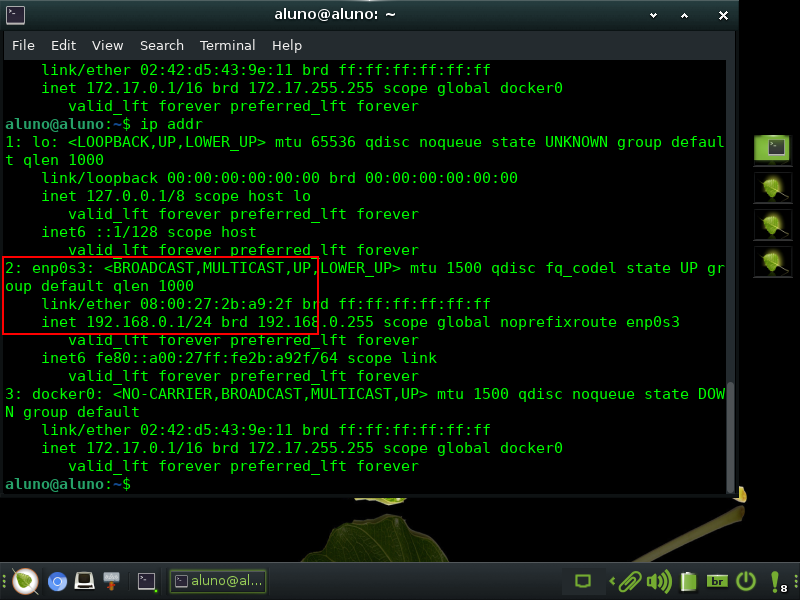 aluno@aluno: ~
File Edit View Search Terminal Help
link/ether 02:42:d5:43:9e:11 brd ff:ff:ff:ff:ff:ff
inet 172.17.0.1/16 brd 172.17.255.255 scope global docker0
valid_lft forever preferred_lft forever
aluno@aluno:~$ ip addr
1: lo: <LOOPBACK,UP,LOWER_UP> mtu 65536 qdisc noqueue state UNKNOWN group defaul
t qlen 1000
link/loopback 00:00:00:00:00:00 brd 00:00:00:00:00:00
inet 127.0.0.1/8 scope host lo
valid_lft forever preferred_lft forever
inet6 ::1/128 scope host
valid_lft forever preferred_lft forever
2: enp0s3: <BROADCAST,MULTICAST,UP,LOWER_UP> mtu 1500 qdisc fq_codel state UP gr
oup default qlen 1000
link/ether 08:00:27:2b:a9:2f brd ff:ff:ff:ff:ff:ff
inet 192.168.0.1/24 brd 192.168.0.255 scope global noprefixroute enp0s3
valid_lft forever preferred_lft forever
inet6 fe80::a00:27ff:fe2b:a92f/64 scope link
valid_lft forever preferred_lft forever
3: docker0: <NO-CARRIER,BROADCAST,MULTICAST,UP> mtu 1500 qdisc noqueue state DOW
N group default
link/ether 02:42:d5:43:9e:11 brd ff:ff:ff:ff:ff:ff
inet 172.17.0.1/16 brd 172.17.255.255 scope global docker0
valid_lft forever preferred_lft forever
aluno@aluno:~$
aluno@al...
br
8